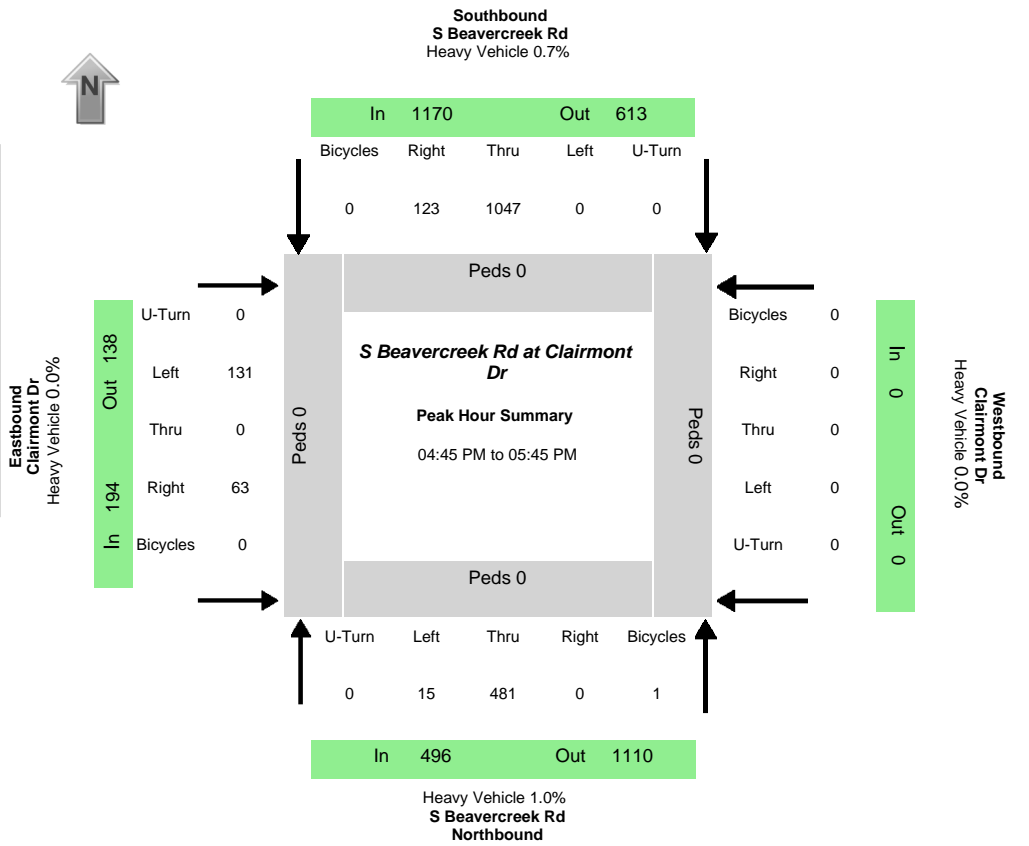 Southbound
S Beavercreek Rd
Heavy Vehicle 0.7%
N
In 1170 Out 613
Bicycles Right Thru Left U-Turn
0 123 1047 0 0
Peds 0
U-Turn 0
Left 131
Thru 0
Right 63
Bicycles 0
Out 138
In 194
Eastbound
Clairmont Dr
Heavy Vehicle 0.0%
Peds 0
S Beavercreek Rd at Clairmont
Dr
Peak Hour Summary
04:45 PM to 05:45 PM
Peds 0
Bicycles 0
Right 0
Thru 0
Left 0
U-Turn 0
In 0
Out 0
Westbound
Clairmont Dr
Heavy Vehicle 0.0%
Peds 0
U-Turn Left Thru Right Bicycles
0 15 481 0 1
In 496 Out 1110
Heavy Vehicle 1.0%
S Beavercreek Rd
Northbound